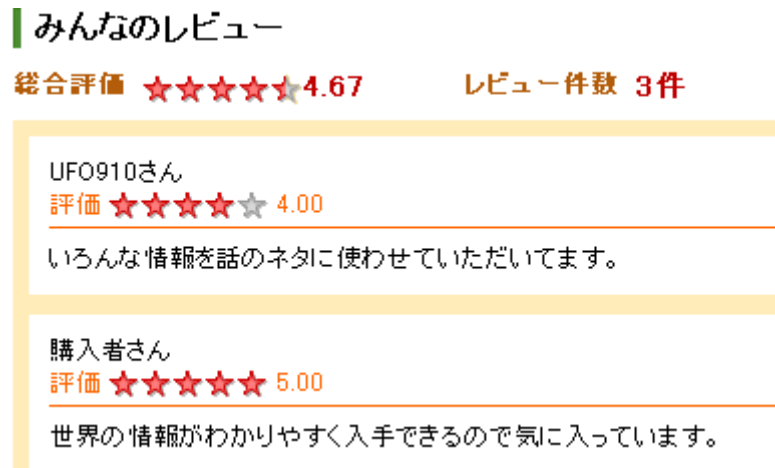 みんなのレビュー
総合評価 ★★★★★ 4.67 レビュー件数 3件
UFO910さん
評価 ★★★★★ 4.00
いろんな情報を話のネタに使わせていただいてます。
購入者さん
評価 ★★★★★ 5.00
世界の情報がわかりやすく入手できるので気に入っています。